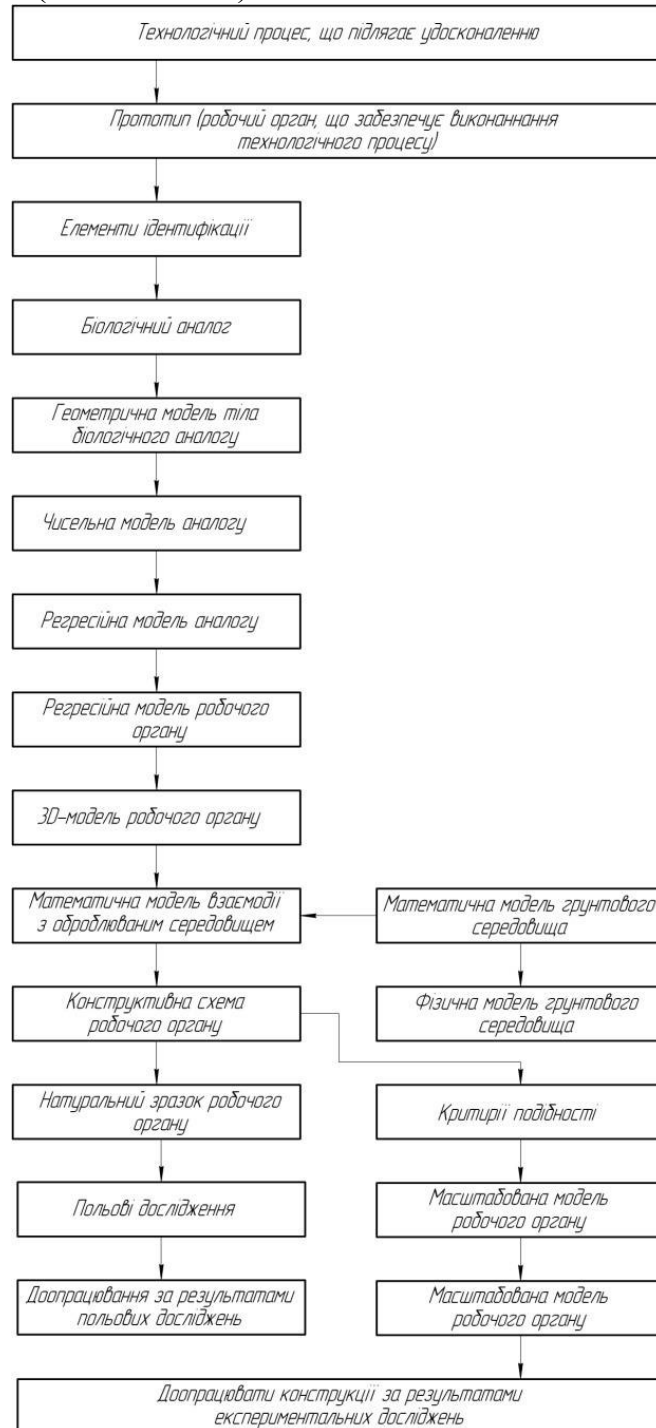 Технологічний процес, що підлягає удосконаленню
Прототип (робочий орган, що забезпечує виконаннання
технологічного процесу)
Елементи ідентифікації
Біологічний аналог
Геометрична модель тіла
біологічного аналогу
Чисельна модель аналогу
Регресійна модель аналогу
Регресійна модель робочого
органу
3D-модель робочого органу
Математична модель взаємодії
з оброблюваним середовищем
Математична модель грунтового
середовища
Конструктивна схема
робочого органу
Фізична модель грунтового
середовища
Натуральний зразок робочого
органу
Критирії подібності
Польові дослідження
Масштабована модель
робочого органу
Доопрацювання за результатами
польових досліджень
Масштабована модель
робочого органу
Доопрацювати конструкції за результатами
експериментальних досліджень